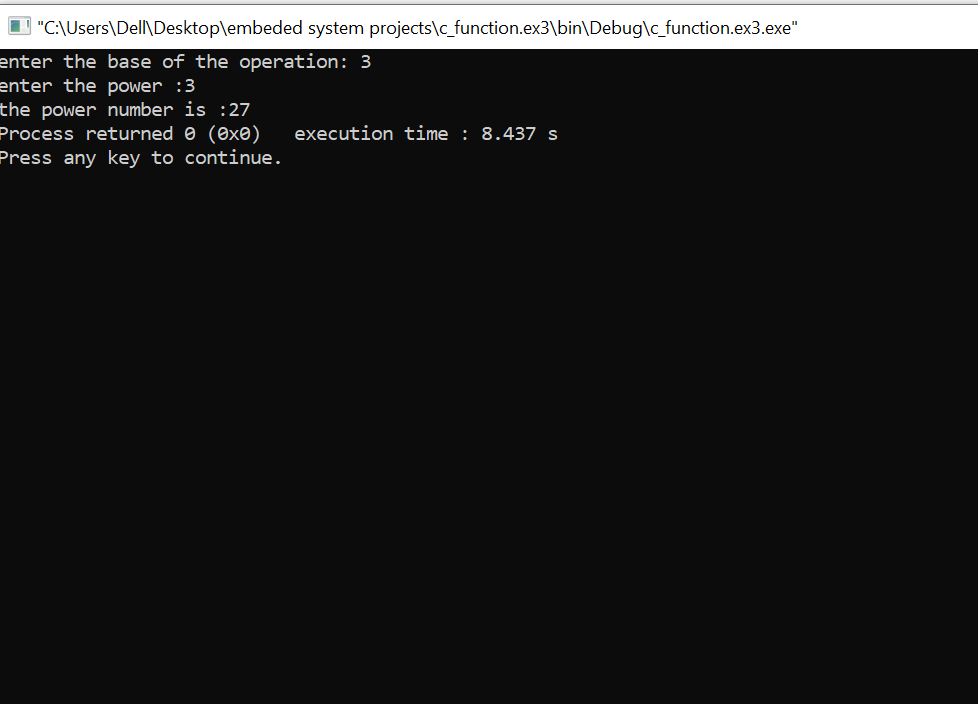 "C:\Users\Dell\Desktop\embeded system projects\c_function.ex3\bin\Debug\c_function.ex3.exe"
enter the base of the operation: 3
enter the power :3
the power number is :27
Process returned 0 (0x0)   execution time : 8.437 s
Press any key to continue.